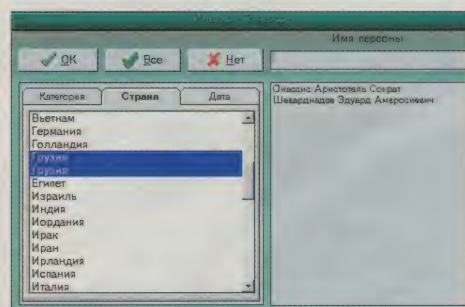 Имя персоны
OK
Все
Нет
Категория
Страна
Дата
Вьетнам
Германия
Голландия
Грузия
Грузия
Египет
Израиль
Индия
Иордания
Ирак
Иран
Ирландия
Испания
Италия
Онассис Аристотель Сократ
Шеварднадзе Эдуард Амвросиевич